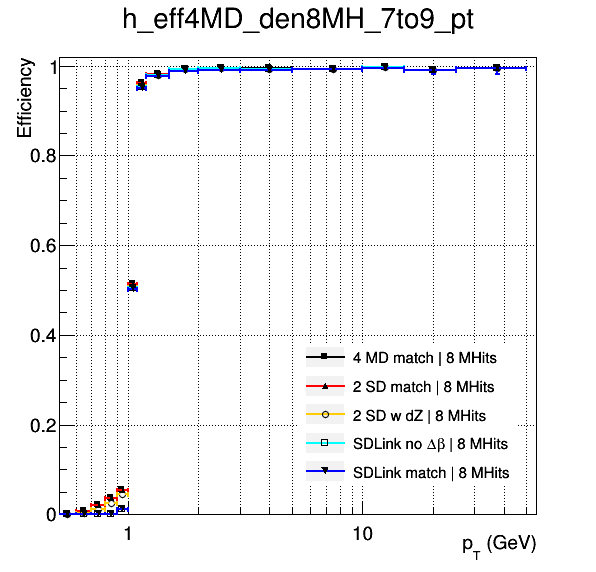 h_eff4MD_den8MH_7to9_pt
Efficiency
1
0.8
0.6
0.4
0.2
0
4 MD match | 8 MHits
2 SD match | 8 MHits
2 SD w dZ | 8 MHits
SDLink no Δβ | 8 MHits
SDLink match | 8 MHits
1
10
p_T (GeV)